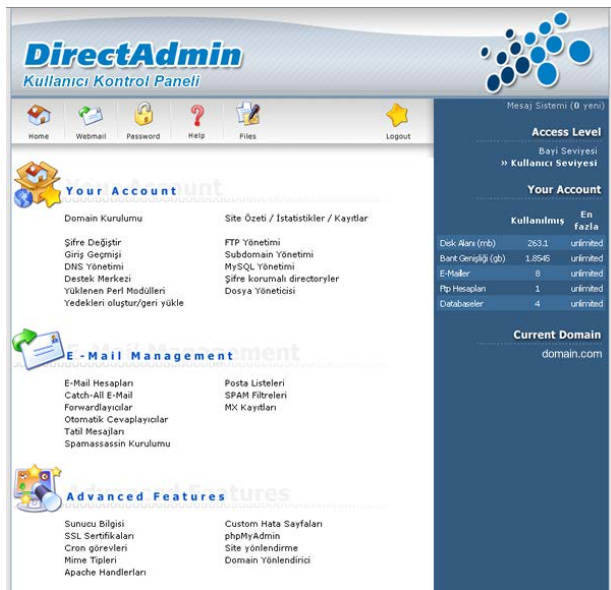 DirectAdmin
Kullanıcı Kontrol Paneli
Home Webmail Password Help Files Logout
Mesaj Sistemi (0 yeni)
Access Level
Bayi Seviyesi
» Kullanıcı Seviyesi
Your Account
Kullanılmış En fazla
Disk Alanı (mb) 263.1 unlimited
Bant Genişliği (gb) 1.8545 unlimited
E-Mailler 8 unlimited
Ftp Hesapları 1 unlimited
Databaseler 4 unlimited
Current Domain
domain.com
Your Account
Domain Kurulumu Site Özeti / İstatistikler / Kayıtlar
Şifre Değiştir FTP Yönetimi
Giriş Geçmişi Subdomain Yönetimi
DNS Yönetimi MySQL Yönetimi
Destek Merkezi Şifre korumalı directoryler
Yüklenen Perl Modülleri Dosya Yöneticisi
Yedekleri oluştur/geri yükle
E-Mail Management
E-Mail Hesapları Posta Listeleri
Catch-All E-Mail SPAM Filtreleri
Forwardlayıcılar MX Kayıtları
Otomatik Cevaplayıcılar
Tatil Mesajları
Spamassassin Kurulumu
Advanced Features
Sunucu Bilgisi Custom Hata Sayfaları
SSL Sertifikaları phpMyAdmin
Cron görevleri Site yönlendirme
Mime Tipleri Domain Yönlendirici
Apache Handlerları